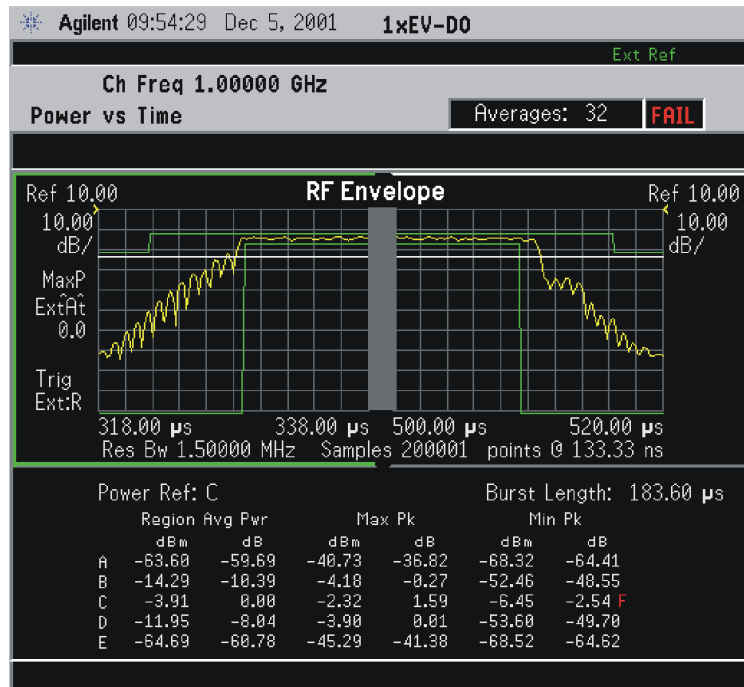 Agilent 09:54:29 Dec 5, 2001 1xEV-DO
Ext Ref
Ch Freq 1.00000 GHz
Power vs Time
Averages: 32 FAIL
Ref 10.00 RF Envelope Ref 10.00
10.00 10.00
dB/ dB/
MaxP
ExtÂt
0.0
Trig
Ext:R
318.00 µs 338.00 µs 500.00 µs 520.00 µs
Res Bw 1.50000 MHz Samples 200001 points @ 133.33 ns
Power Ref: C Burst Length: 183.60 µs
Region Avg Pwr Max Pk Min Pk
dBm dB dBm dB dBm dB
A -63.60 -59.69 -40.73 -36.82 -68.32 -64.41
B -14.29 -10.39 -4.18 -0.27 -52.46 -48.55
C -3.91 0.00 -2.32 1.59 -6.45 -2.54 F
D -11.95 -8.04 -3.90 0.01 -53.60 -49.70
E -64.69 -60.78 -45.29 -41.38 -68.52 -64.62